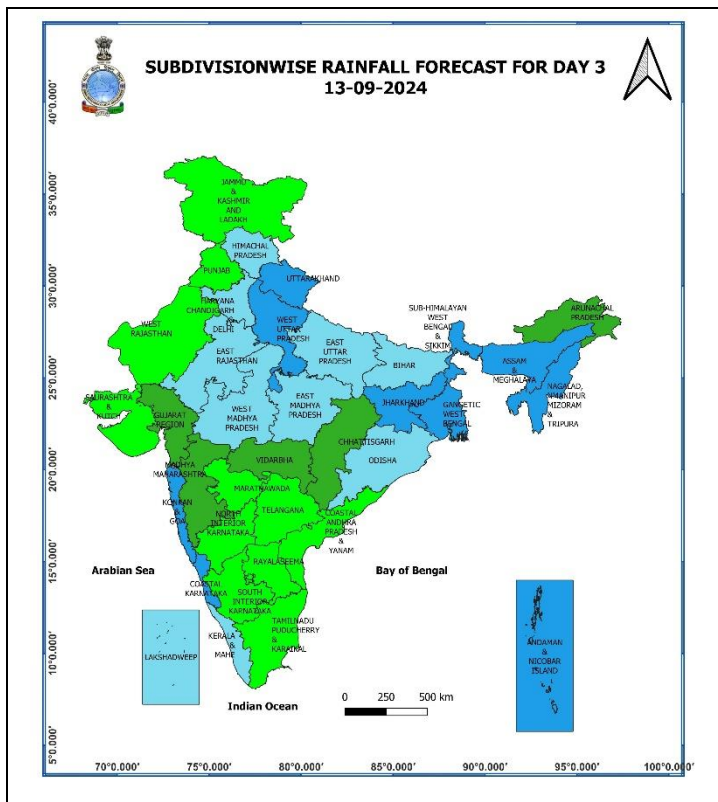 SUBDIVISIONWISE RAINFALL FORECAST FOR DAY 3
13-09-2024
40°0.000'
35°0.000'
30°0.000'
25°0.000'
20°0.000'
15°0.000'
10°0.000'
5°0.000'
JAMMU
&
KASHMIR
AND
LADAKH
HIMACHAL
PRADESH
PUNJAB
UTTARAKHAND
HARYANA
CHANDIGARH
&
DELHI
WEST
RAJASTHAN
WEST
UTTAR
PRADESH
SUB-HIMALAYAN
WEST
BENGAL
&
SIKKIM
ARUNACHAL
PRADESH
EAST
RAJASTHAN
EAST
UTTAR
PRADESH
BIHAR
ASSAM
&
MEGHALAYA
NAGALAD,
MANIPUR
MIZORAM
&
TRIPURA
SAURASHTRA
&
KUTCH
GUJARAT
REGION
WEST
MADHYA
PRADESH
EAST
MADHYA
PRADESH
JHARKHAND
GANGETIC
WEST
BENGAL
CHHATTISGARH
ODISHA
VIDARBHA
MADHYA
MAHARASHTRA
KONKAN
&
GOA
MARATHAWADA
TELANGANA
NORTH
INTERIOR
KARNATAKA
COASTAL
ANDHRA
PRADESH
&
YANAM
RAYALASEEMA
Arabian Sea
Bay of Bengal
COASTAL
KARNATAKA
SOUTH
INTERIOR
KARNATAKA
TAMILNADU
PUDUCHERRY
&
KARAIKAL
KERALA
&
MAHE
LAKSHADWEEP
ANDAMAN
&
NICOBAR
ISLAND
Indian Ocean
0 250 500 km
70°0.000' 75°0.000' 80°0.000' 85°0.000' 90°0.000' 95°0.000' 100°0.000'